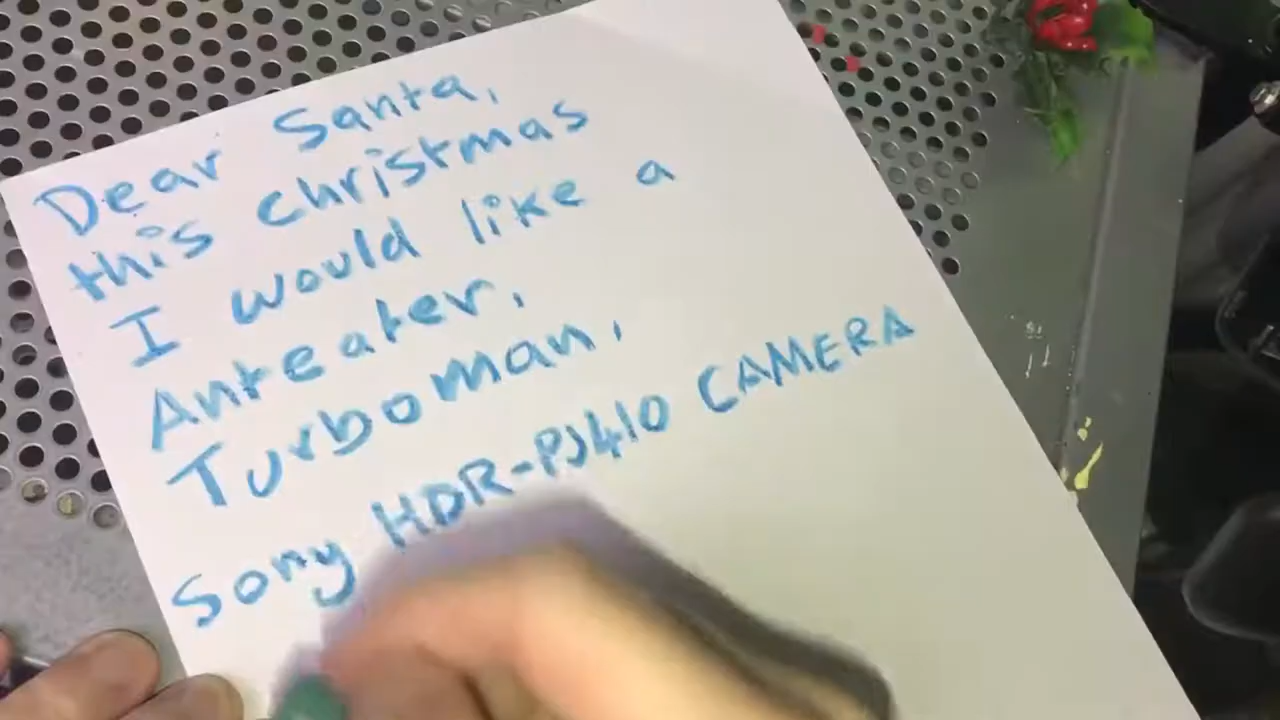 Dear Santa,
this christmas
I would like a
Anteater,
Turboman,
Sony HDR-PJ410 CAMERA